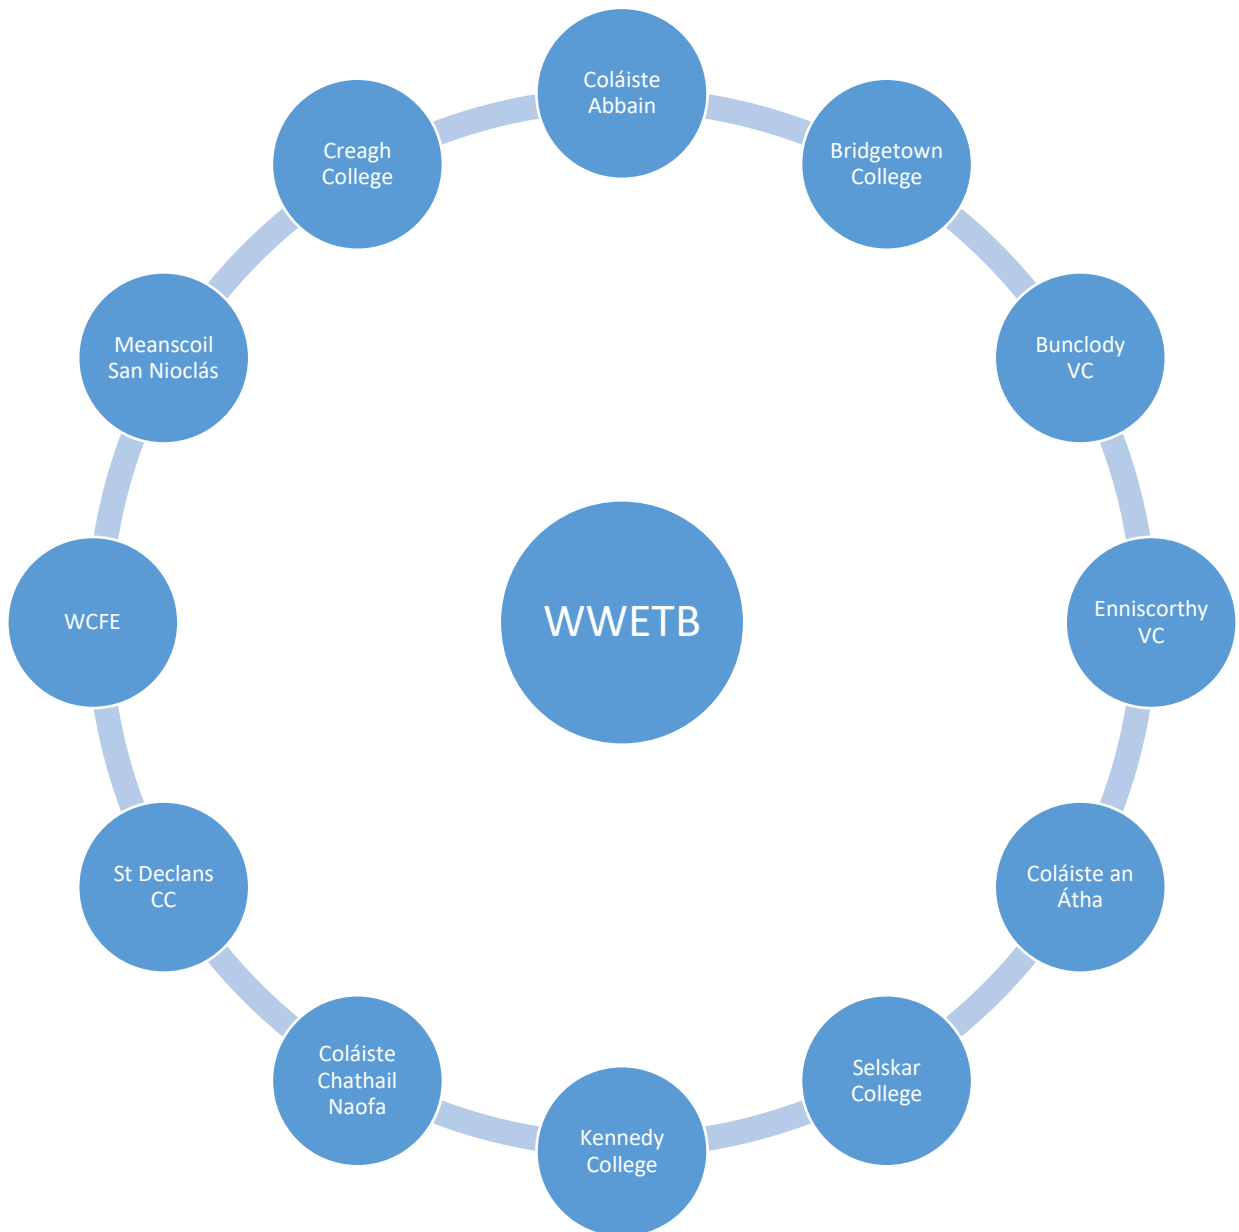 Coláiste
Abbain
Bridgetown
College
Bunclody
VC
Enniscorthy
VC
Coláiste an
Átha
Selskar
College
Kennedy
College
Coláiste
Chathail
Naofa
St Declans
CC
WCFE
Meanscoil
San Nioclás
Creagh
College
WWETB